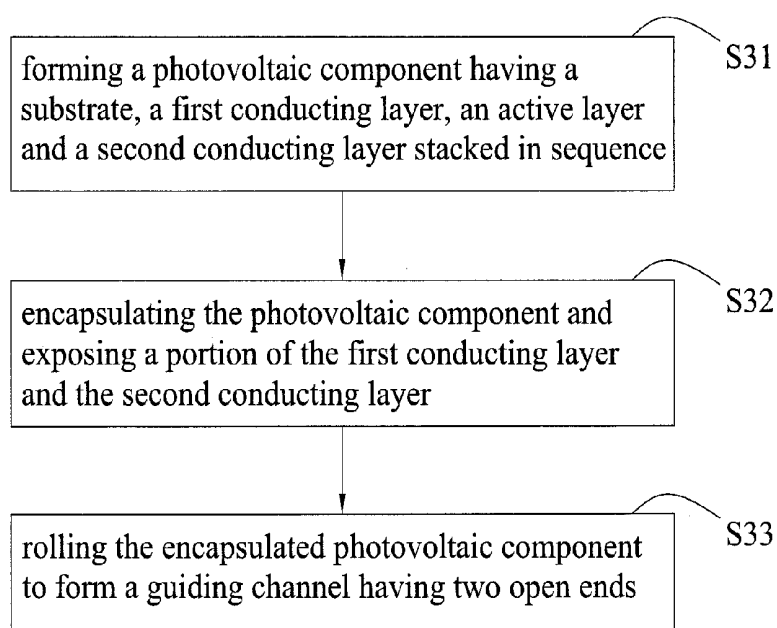 S31
forming a photovoltaic component having a
substrate, a first conducting layer, an active layer
and a second conducting layer stacked in sequence
S32
encapsulating the photovoltaic component and
exposing a portion of the first conducting layer
and the second conducting layer
S33
rolling the encapsulated photovoltaic component
to form a guiding channel having two open ends